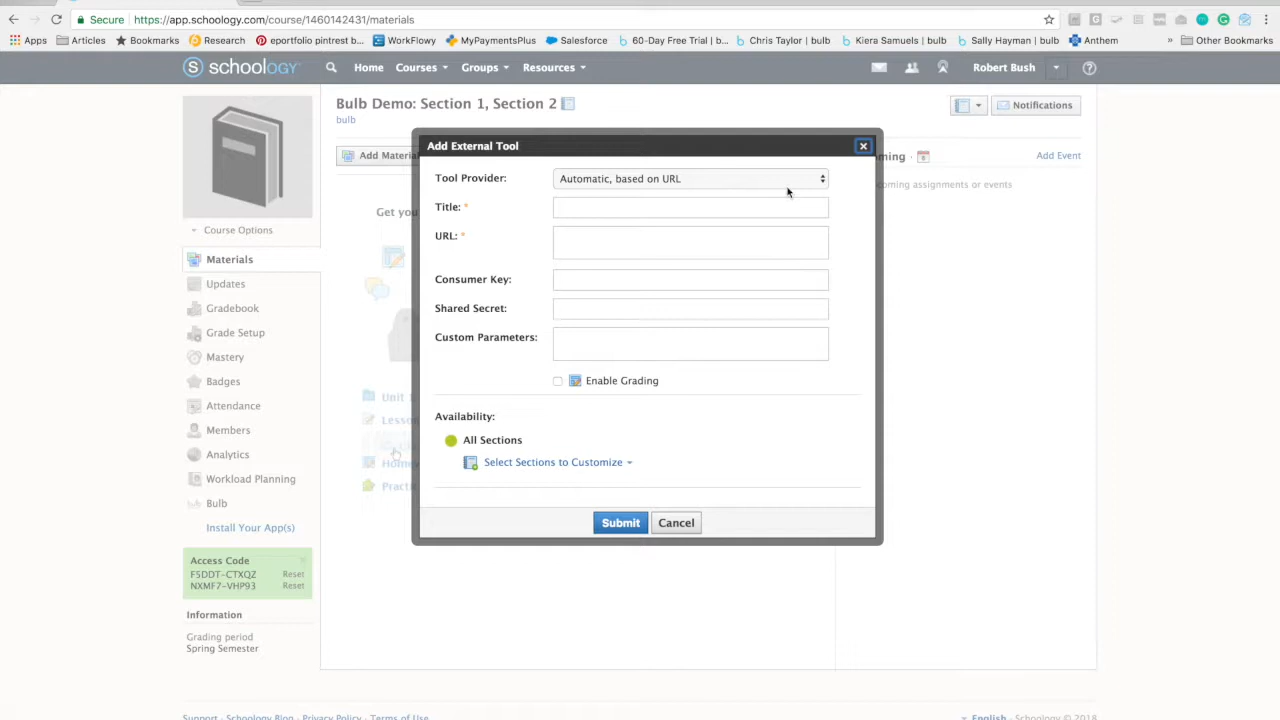 Secure
https://app.schoology.com/course/1460142431/materials
Apps
Articles
Bookmarks
Research
eportfolio pintrest b...
WorkFlowy
MyPaymentsPlus
Salesforce
60-Day Free Trial | b...
Chris Taylor | bulb
Kiera Samuels | bulb
Sally Hayman | bulb
Anthem
»
Other Bookmarks
S schoology
Home
Courses
Groups
Resources
Robert Bush
Bulb Demo: Section 1, Section 2
bulb
Notifications
Add Materia
ming
Add Event
coming assignments or events
Get you
Course Options
Materials
Updates
Gradebook
Grade Setup
Mastery
Badges
Attendance
Members
Analytics
Workload Planning
Bulb
Install Your App(s)
Access Code
F5DDT-CTXQZ Reset
NXMF7-VHP93 Reset
Information
Grading period
Spring Semester
Unit
Lesso
Home
Practi
Add External Tool
Tool Provider: Automatic, based on URL
Title: *
URL: *
Consumer Key:
Shared Secret:
Custom Parameters:
Enable Grading
Availability:
All Sections
Select Sections to Customize
Submit
Cancel
Support · Schoology Blog · Privacy Policy · Terms of Use
English · Schoology © 2018